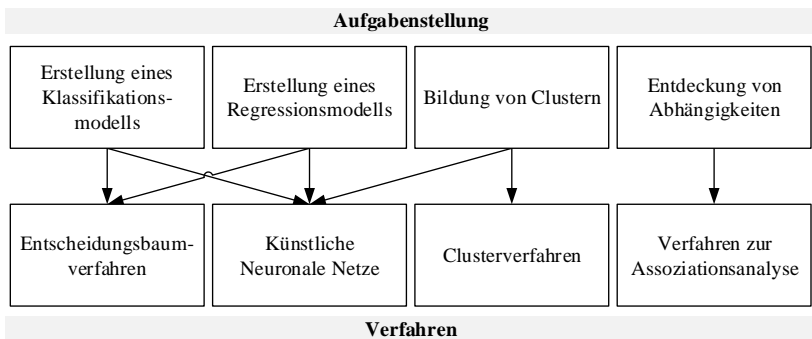 Aufgabenstellung
Erstellung eines
Klassifikations-
modells
Erstellung eines
Regressionsmodells
Bildung von Clustern
Entdeckung von
Abhängigkeiten
Entscheidungsbaum-
verfahren
Künstliche
Neuronale Netze
Clusterverfahren
Verfahren zur
Assoziationsanalyse
Verfahren